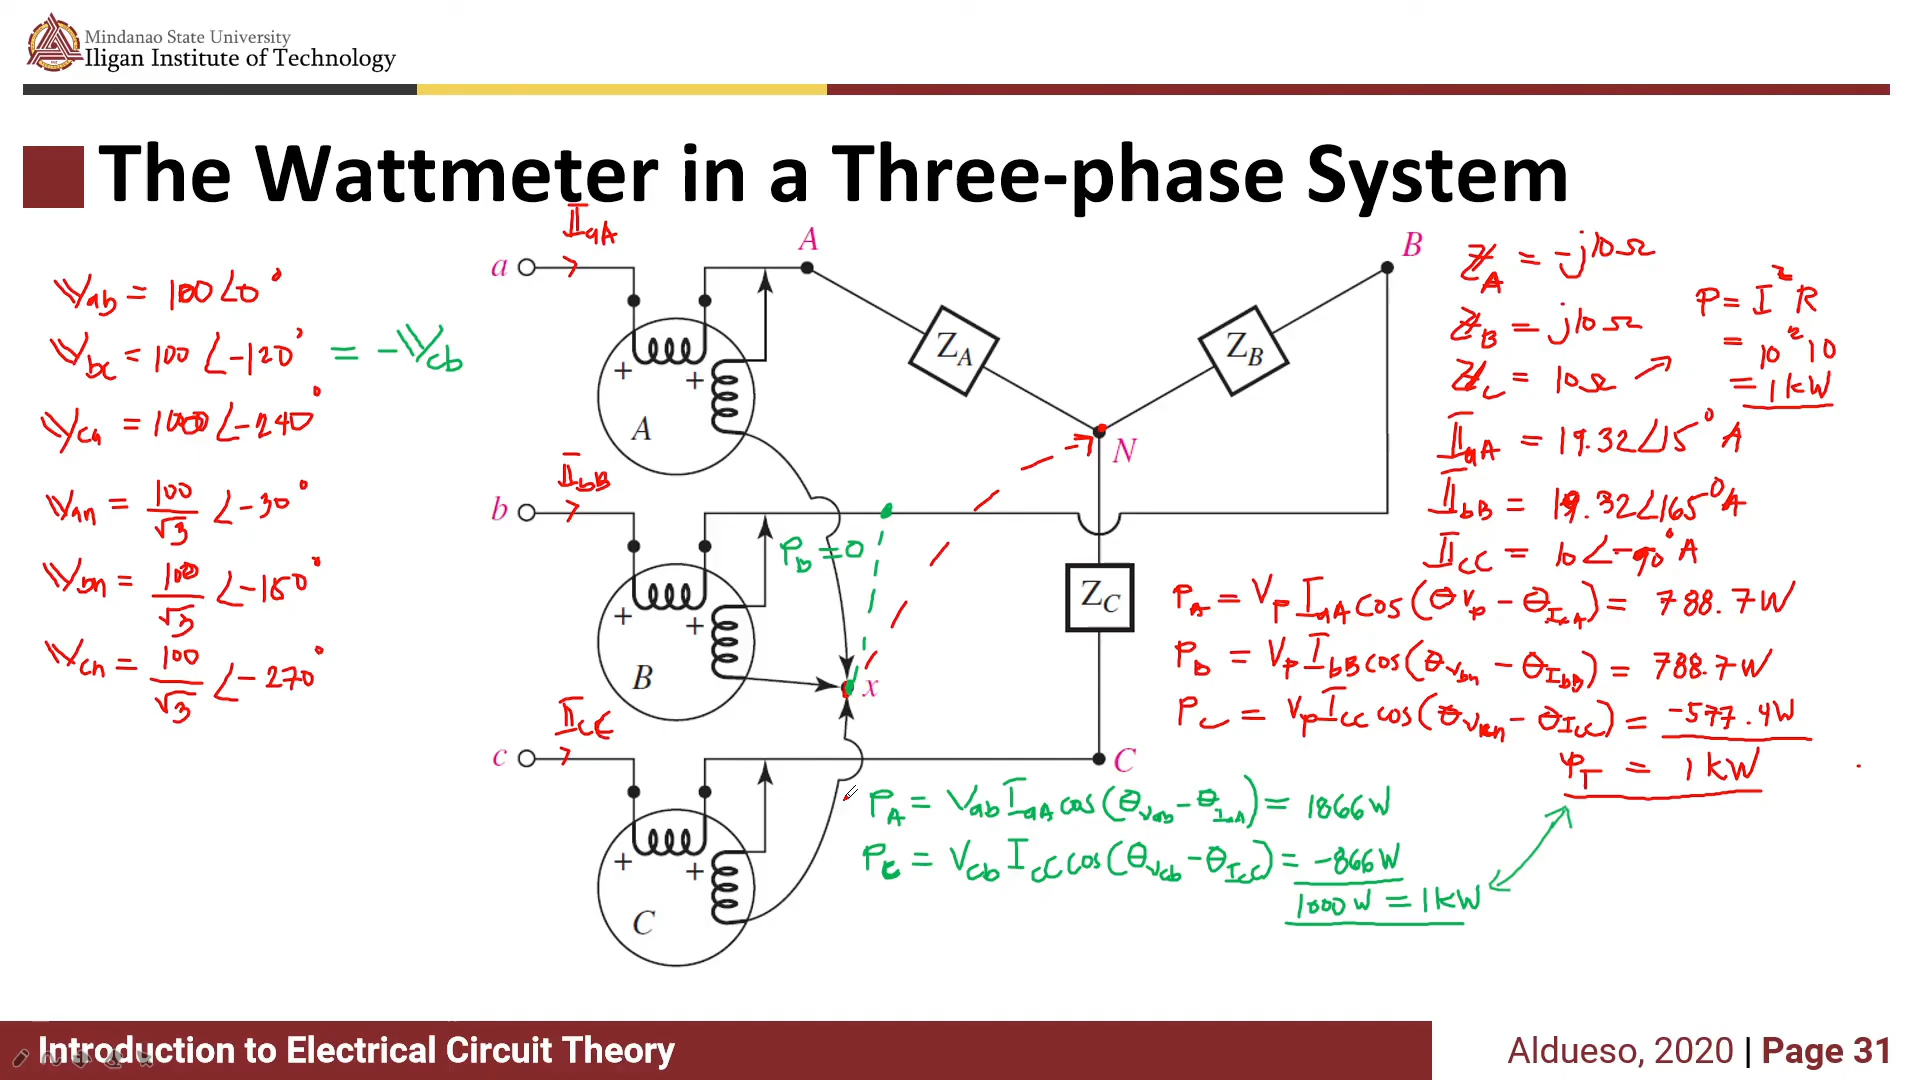 Mindanao State University
Iligan Institute of Technology
The Wattmeter in a Three-phase System
Vab = 100∠0°
Vbc = 100∠-120° = -Vcb
Vca = 100∠-240°
Van = 100/√3 ∠-30°
Vbn = 100/√3 ∠-150°
Vcn = 100/√3 ∠-270°
IaA
a
A
B
+
+
A
ZA
ZB
N
IbB
b
PB = 0
+
+
B
x
ZC
IcC
c
C
+
+
C
ZA = -j10Ω
ZB = j10Ω
ZC = 10Ω
P = I²R
= 10² 10
= 1kW
IaA = 19.32∠15° A
IbB = 19.32∠165° A
IcC = 10∠-90° A
PA = Vp IaA cos(θVp - θIaA) = 788.7W
PB = Vp IbB cos(θVbn - θIbB) = 788.7W
PC = Vp IcC cos(θVcn - θIcC) = -577.4W
PT = 1kW
PA = Vab IaA cos(θVab - θIaA) = 1866W
PC = Vcb IcC cos(θVcb - θIcC) = -866W
1000W = 1kW
Introduction to Electrical Circuit Theory
Aldueso, 2020 | Page 31